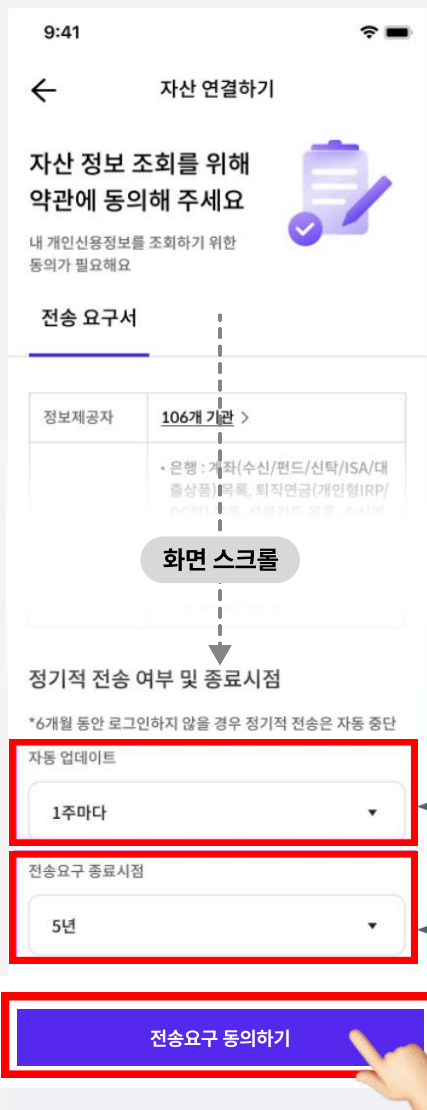 9:41
자산 연결하기
자산 정보 조회를 위해
약관에 동의해 주세요
내 개인신용정보를 조회하기 위한
동의가 필요해요
전송 요구서
정보제공자
106개 기관 >
• 은행 : 계좌(수신/펀드/신탁/ISA/대
출상품) 목록, 퇴직연금(개인형IRP/
화면 스크롤
정기적 전송 여부 및 종료시점
*6개월 동안 로그인하지 않을 경우 정기적 전송은 자동 중단
자동 업데이트
1주마다
전송요구 종료시점
5년
전송요구 동의하기